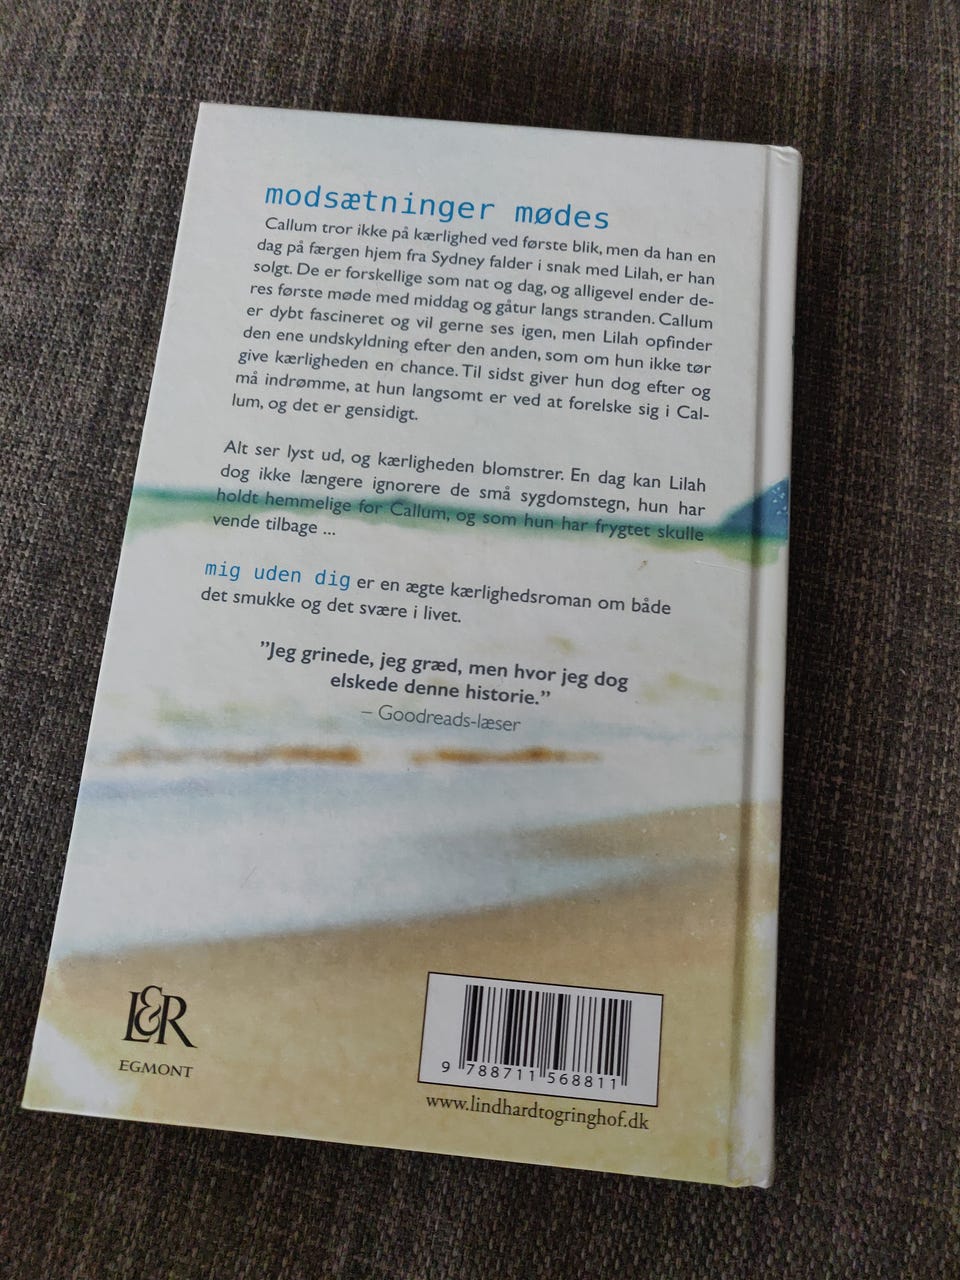 modsætninger mødes
Callum tror ikke på kærlighed ved første blik, men da han en
dag på færgen hjem fra Sydney falder i snak med Lilah, er han
solgt. De er forskellige som nat og dag, og alligevel ender de-
res første møde med middag og gåtur langs stranden. Callum
er dybt fascineret og vil gerne ses igen, men Lilah opfinder
den ene undskyldning efter den anden, som om hun ikke tør
give kærligheden en chance. Til sidst giver hun dog efter og
må indrømme, at hun langsomt er ved at forelske sig i Cal-
lum, og det er gensidigt.
Alt ser lyst ud, og kærligheden blomstrer. En dag kan Lilah
dog ikke længere ignorere de små sygdomstegn, hun har
holdt hemmelige for Callum, og som hun har frygtet skulle
vende tilbage ...
mig uden dig er en ægte kærlighedsroman om både
det smukke og det svære i livet.
”Jeg grinede, jeg græd, men hvor jeg dog
elskede denne historie.”
– Goodreads-læser
L&R
EGMONT
9 788711 568811
www.lindhardtogringhof.dk